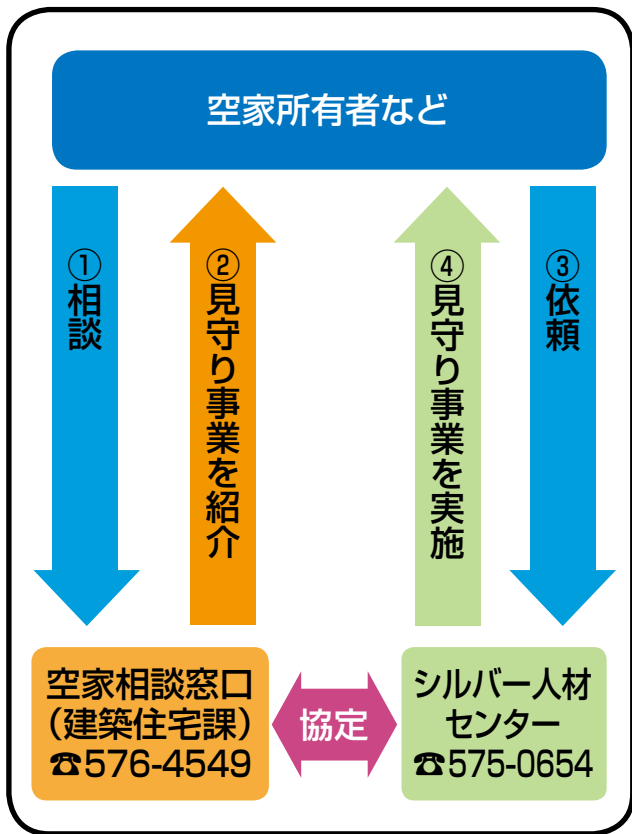 空家所有者など
①相談
②見守り事業を紹介
④見守り事業を実施
③依頼
空家相談窓口
（建築住宅課）
☎576-4549
協定
シルバー人材
センター
☎575-0654